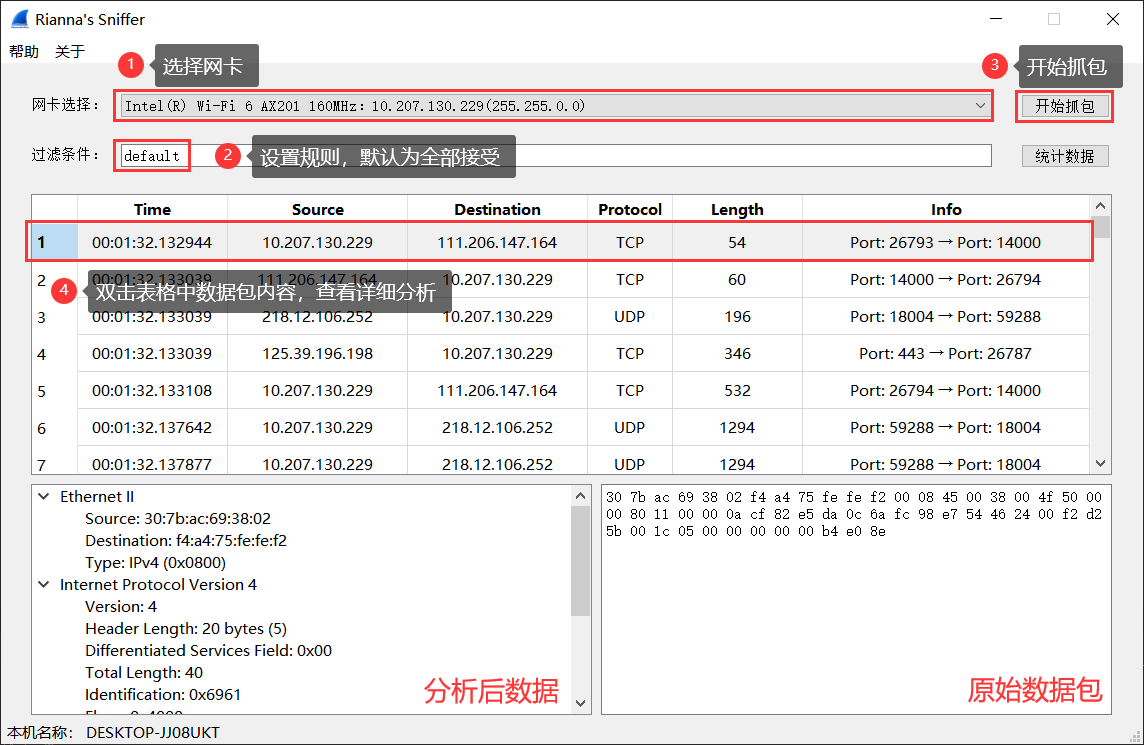 Rianna's Sniffer
帮助 关于
1 选择网卡
3 开始抓包
网卡选择： Intel(R) Wi-Fi 6 AX201 160MHz：10.207.130.229(255.255.0.0) 开始抓包
过滤条件： default 2 设置规则，默认为全部接受 统计数据
Time Source Destination Protocol Length Info
1 00:01:32.132944 10.207.130.229 111.206.147.164 TCP 54 Port: 26793 → Port: 14000
2 00:01:32.133039 111.206.147.164 10.207.130.229 TCP 60 Port: 14000 → Port: 26794
4 双击表格中数据包内容，查看详细分析
3 00:01:32.133039 218.12.106.252 10.207.130.229 UDP 196 Port: 18004 → Port: 59288
4 00:01:32.133039 125.39.196.198 10.207.130.229 TCP 346 Port: 443 → Port: 26787
5 00:01:32.133108 10.207.130.229 111.206.147.164 TCP 532 Port: 26794 → Port: 14000
6 00:01:32.137642 10.207.130.229 218.12.106.252 UDP 1294 Port: 59288 → Port: 18004
7 00:01:32.137877 10.207.130.229 218.12.106.252 UDP 1294 Port: 59288 → Port: 18004
Ethernet II
Source: 30:7b:ac:69:38:02
Destination: f4:a4:75:fe:fe:f2
Type: IPv4 (0x0800)
Internet Protocol Version 4
Version: 4
Header Length: 20 bytes (5)
Differentiated Services Field: 0x00
Total Length: 40
Identification: 0x6961
分析后数据
30 7b ac 69 38 02 f4 a4 75 fe fe f2 00 08 45 00 38 00 4f 50 00
00 80 11 00 00 0a cf 82 e5 da 0c 6a fc 98 e7 54 46 24 00 f2 d2
5b 00 1c 05 00 00 00 00 00 b4 e0 8e
原始数据包
本机名称： DESKTOP-JJ08UKT